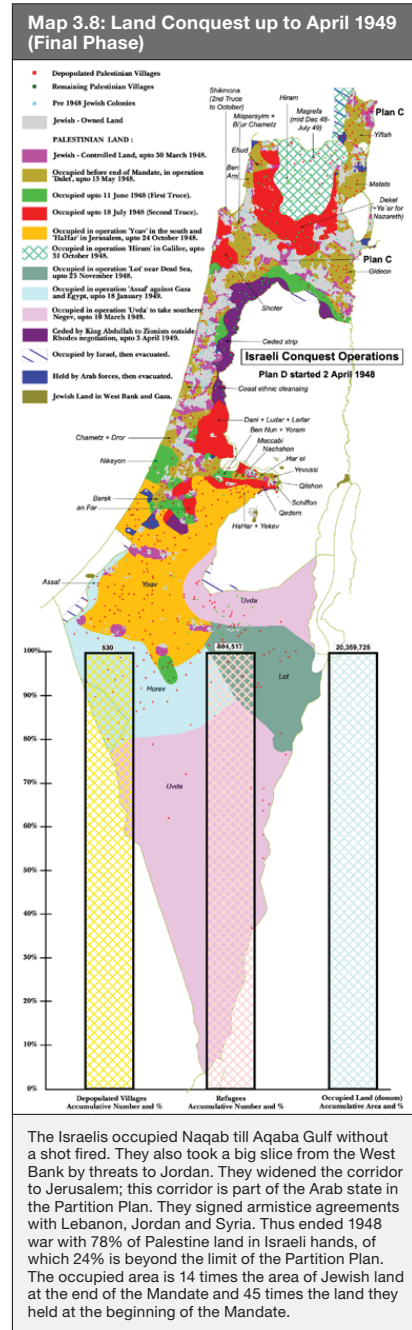 Map 3.8: Land Conquest up to April 1949
(Final Phase)
Depopulated Palestinian Villages
Remaining Palestinian Villages
Pre 1948 Jewish Colonies
Jewish - Owned Land
PALESTINIAN LAND :
Jewish - Controlled Land, upto 30 March 1948.
Occupied before end of Mandate, in operation
'Dalet', upto 15 May 1948.
Occupied upto 11 June 1948 (First Truce).
Occupied upto 18 July 1948 (Second Truce).
Occupied in operation 'Yoav' in the south and
'HaHar' in Jerusalem, upto 24 October 1948.
Occupied in operation 'Hiram' in Galilee, upto
31 October 1948.
Occupied in operation 'Lot' near Dead Sea,
upto 25 November 1948.
Occupied in operation 'Assaf' against Gaza
and Egypt, upto 18 January 1949.
Occupied in operation 'Uvda' to take southern
Negev, upto 10 March 1949.
Ceded by King Abdullah to Zionists outside
Rhodes negotiation, upto 3 April 1949.
Occupied by Israel, then evacuated.
Held by Arab forces, then evacuated.
Jewish Land in West Bank and Gaza.
Shikmona
(2nd Truce
to October)
Misparayim +
Bi'ur Chametz
Hiram
Magrefa
(mid Dec 48-
July 49)
Plan C
Yiftah
Ehud
Ben
Ami
Matate
Dekel
(+Ya'ar for
Nazareth)
Plan C
Gideon
Shoter
Ceded strip
Israeli Conquest Operations
Plan D started 2 April 1948
Coast ethnic cleansing
Dani + Ludar + Larlar
Ben Nun + Yoram
Maccabi
Nachshon
Har'el
Yevussi
Qilshon
Schiffon
Qedem
HaHar + Yekev
Chametz + Dror
Niksyon
Barek
an Far
Assaf
Yoav
Uvda
Lot
Horev
Uvda
100%
90%
80%
70%
60%
50%
40%
30%
20%
10%
0%
530
804,517
20,359,725
Depopulated Villages
Accumulative Number and %
Refugees
Accumulative Number and %
Occupied Land (donum)
Accumulative Area and %
The Israelis occupied Naqab till Aqaba Gulf without
a shot fired. They also took a big slice from the West
Bank by threats to Jordan. They widened the corridor
to Jerusalem; this corridor is part of the Arab state in
the Partition Plan. They signed armistice agreements
with Lebanon, Jordan and Syria. Thus ended 1948
war with 78% of Palestine land in Israeli hands, of
which 24% is beyond the limit of the Partition Plan.
The occupied area is 14 times the area of Jewish land
at the end of the Mandate and 45 times the land they
held at the beginning of the Mandate.